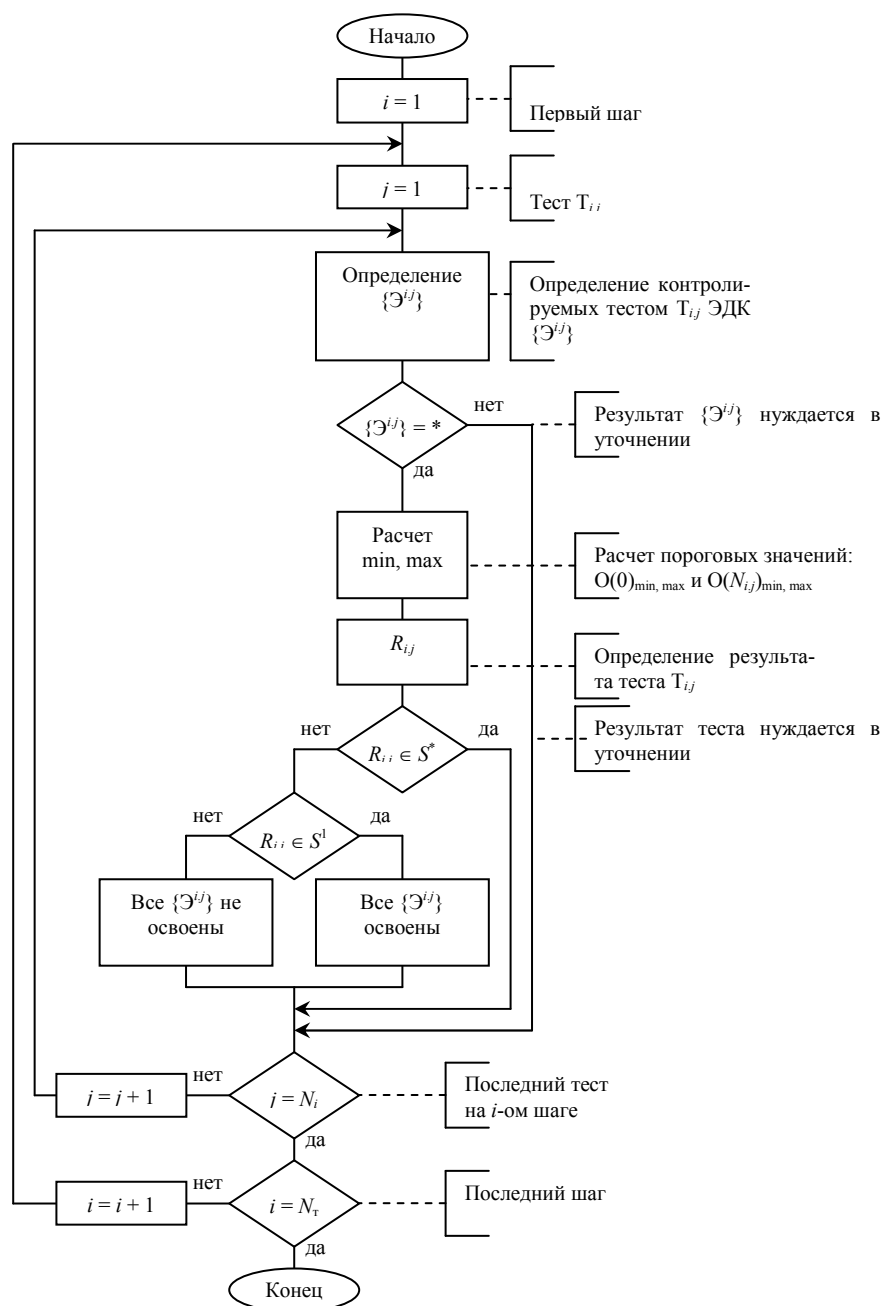 Начало
i = 1
Первый шаг
j = 1
Тест Tᵢ,ⱼ
Определение
{Эⁱ,ʲ}
Определение контроли-
руемых тестом Tᵢ,ⱼ ЭДК
{Эⁱ,ʲ}
{Эⁱ,ʲ} = *
нет
да
Результат {Эⁱ,ʲ} нуждается в
уточнении
Расчет
min, max
Расчет пороговых значений:
O(0)min, max и O(Nᵢ,ⱼ)min, max
Rᵢ,ⱼ
Определение результа-
та теста Tᵢ,ⱼ
нет
Rᵢ,ⱼ ∈ S*
да
Результат теста нуждается в
уточнении
нет
Rᵢ,ⱼ ∈ S¹
да
Все {Эⁱ,ʲ} не
освоены
Все {Эⁱ,ʲ}
освоены
j = j + 1
нет
j = Nᵢ
да
Последний тест
на i-ом шаге
i = i + 1
нет
i = Nт
да
Последний шаг
Конец